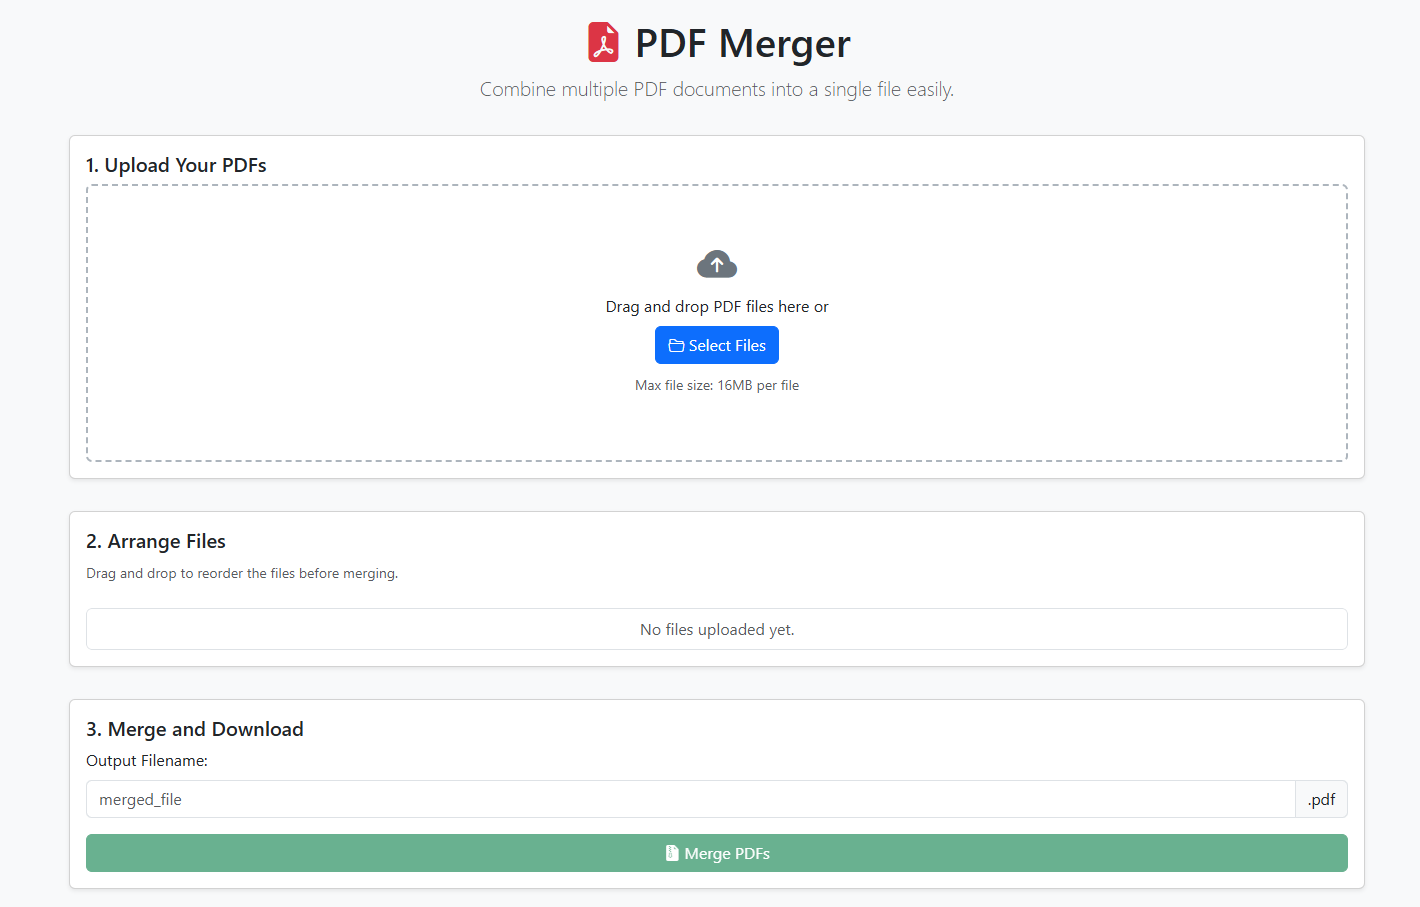 PDF Merger
Combine multiple PDF documents into a single file easily.
1. Upload Your PDFs
Drag and drop PDF files here or
Select Files
Max file size: 16MB per file
2. Arrange Files
Drag and drop to reorder the files before merging.
No files uploaded yet.
3. Merge and Download
Output Filename:
merged_file .pdf
Merge PDFs